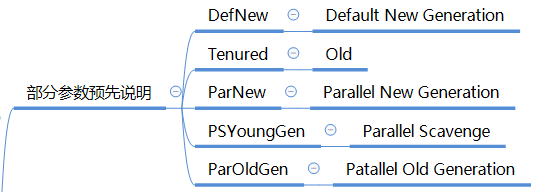 DefNew Default New Generation
Tenured Old
部分参数预先说明 ParNew Parallel New Generation
PSYoungGen Parallel Scavenge
ParOldGen Patallel Old Generation